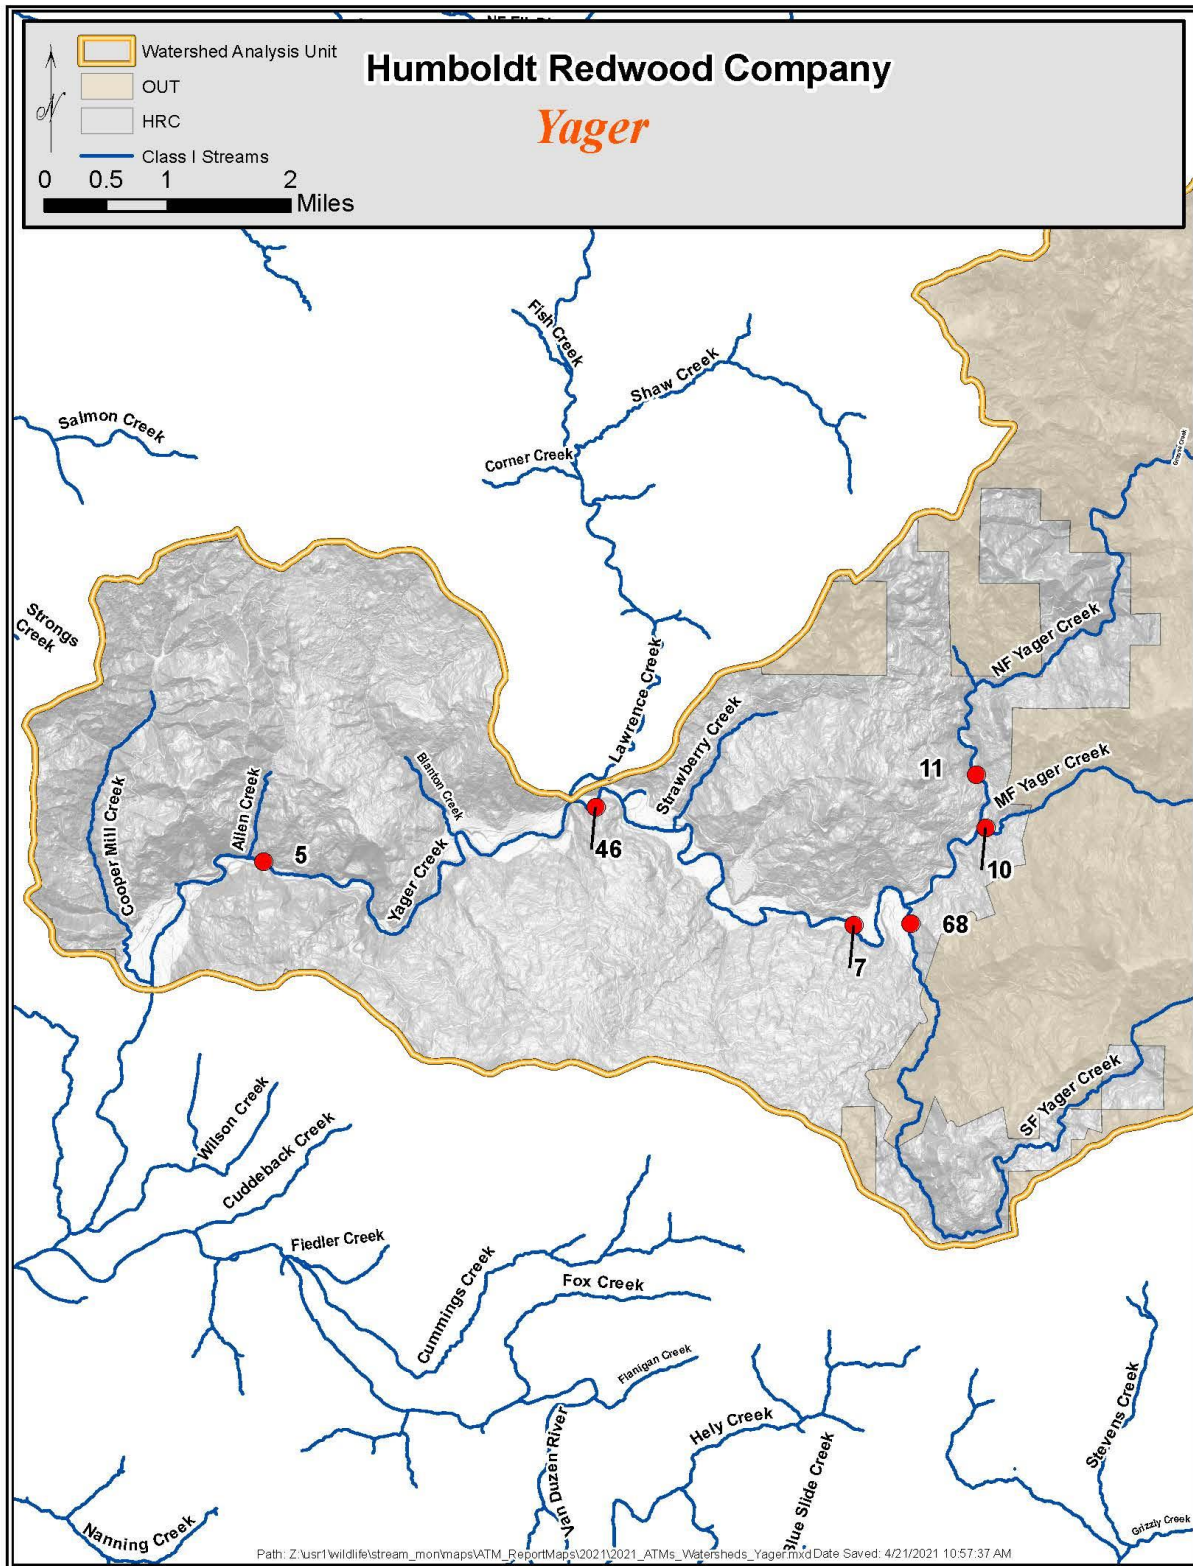 Watershed Analysis Unit
OUT
HRC
Class I Streams
N
0 0.5 1 2
Miles
Humboldt Redwood Company
Yager
Fish Creek
Shaw Creek
Salmon Creek
Corner Creek
Strongs
Creek
NF Yager Creek
Lawrence Creek
Strawberry Creek
MF Yager Creek
11
Blanton Creek
Cooper Mill Creek
Allen Creek
5
46
10
Yager Creek
68
7
SF Yager Creek
Wilson Creek
Cuddeback Creek
Fiedler Creek
Cummings Creek
Fox Creek
Flanigan Creek
Hely Creek
Stevens Creek
Van Duzen River
Blue Slide Creek
Nanning Creek
Grizzly Creek
Path: Z:\usr1\wildlife\stream_mon\maps\ATM_ReportMaps\2021\2021_ATMs_Watersheds_Yager.mxd Date Saved: 4/21/2021 10:57:37 AM